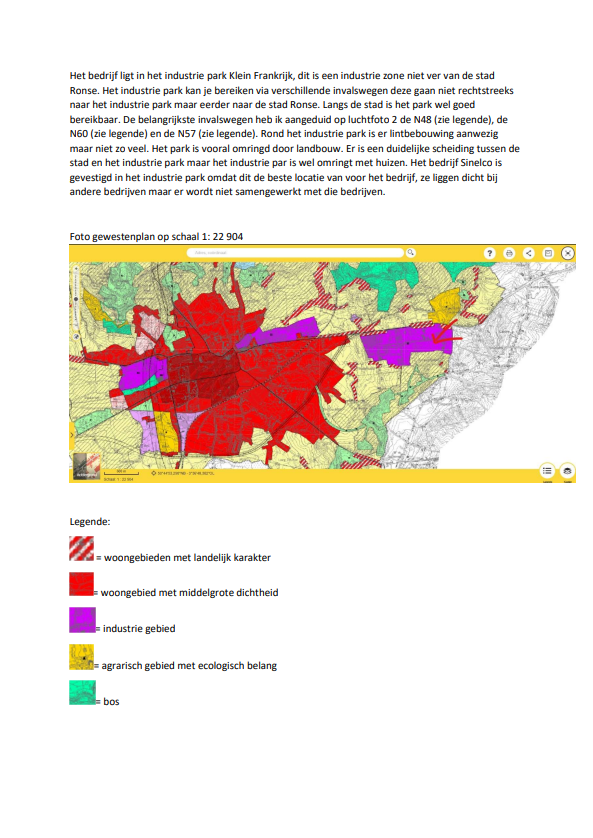 Het bedrijf ligt in het industrie park Klein Frankrijk, dit is een industrie zone niet ver van de stad
Ronse. Het industrie park kan je bereiken via verschillende invalswegen deze gaan niet rechtstreeks
naar het industrie park maar eerder naar de stad Ronse. Langs de stad is het park wel goed
bereikbaar. De belangrijkste invalswegen heb ik aangeduid op luchtfoto 2 de N48 (zie legende), de
N60 (zie legende) en de N57 (zie legende). Rond het industrie park is er lintbebouwing aanwezig
maar niet zo veel. Het park is vooral omringd door landbouw. Er is een duidelijke scheiding tussen de
stad en het industrie park maar het industrie par is wel omringt met huizen. Het bedrijf Sinelco is
gevestigd in het industrie park omdat dit de beste locatie van voor het bedrijf, ze liggen dicht bij
andere bedrijven maar er wordt niet samengewerkt met die bedrijven.
Foto gewestenplan op schaal 1: 22 904
Schaal 1: 22 904
Legende:
= woongebieden met landelijk karakter
= woongebied met middelgrote dichtheid
= industrie gebied
= agrarisch gebied met ecologisch belang
= bos